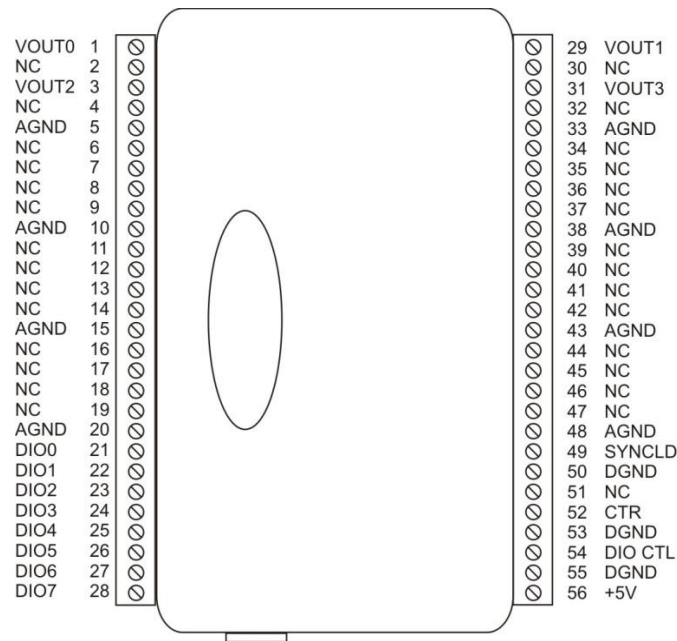 VOUT0 1
NC 2
VOUT2 3
NC 4
AGND 5
NC 6
NC 7
NC 8
NC 9
AGND 10
NC 11
NC 12
NC 13
NC 14
AGND 15
NC 16
NC 17
NC 18
NC 19
AGND 20
DIO0 21
DIO1 22
DIO2 23
DIO3 24
DIO4 25
DIO5 26
DIO6 27
DIO7 28
29 VOUT1
30 NC
31 VOUT3
32 NC
33 AGND
34 NC
35 NC
36 NC
37 NC
38 AGND
39 NC
40 NC
41 NC
42 NC
43 AGND
44 NC
45 NC
46 NC
47 NC
48 AGND
49 SYNCLD
50 DGND
51 NC
52 CTR
53 DGND
54 DIO CTL
55 DGND
56 +5V